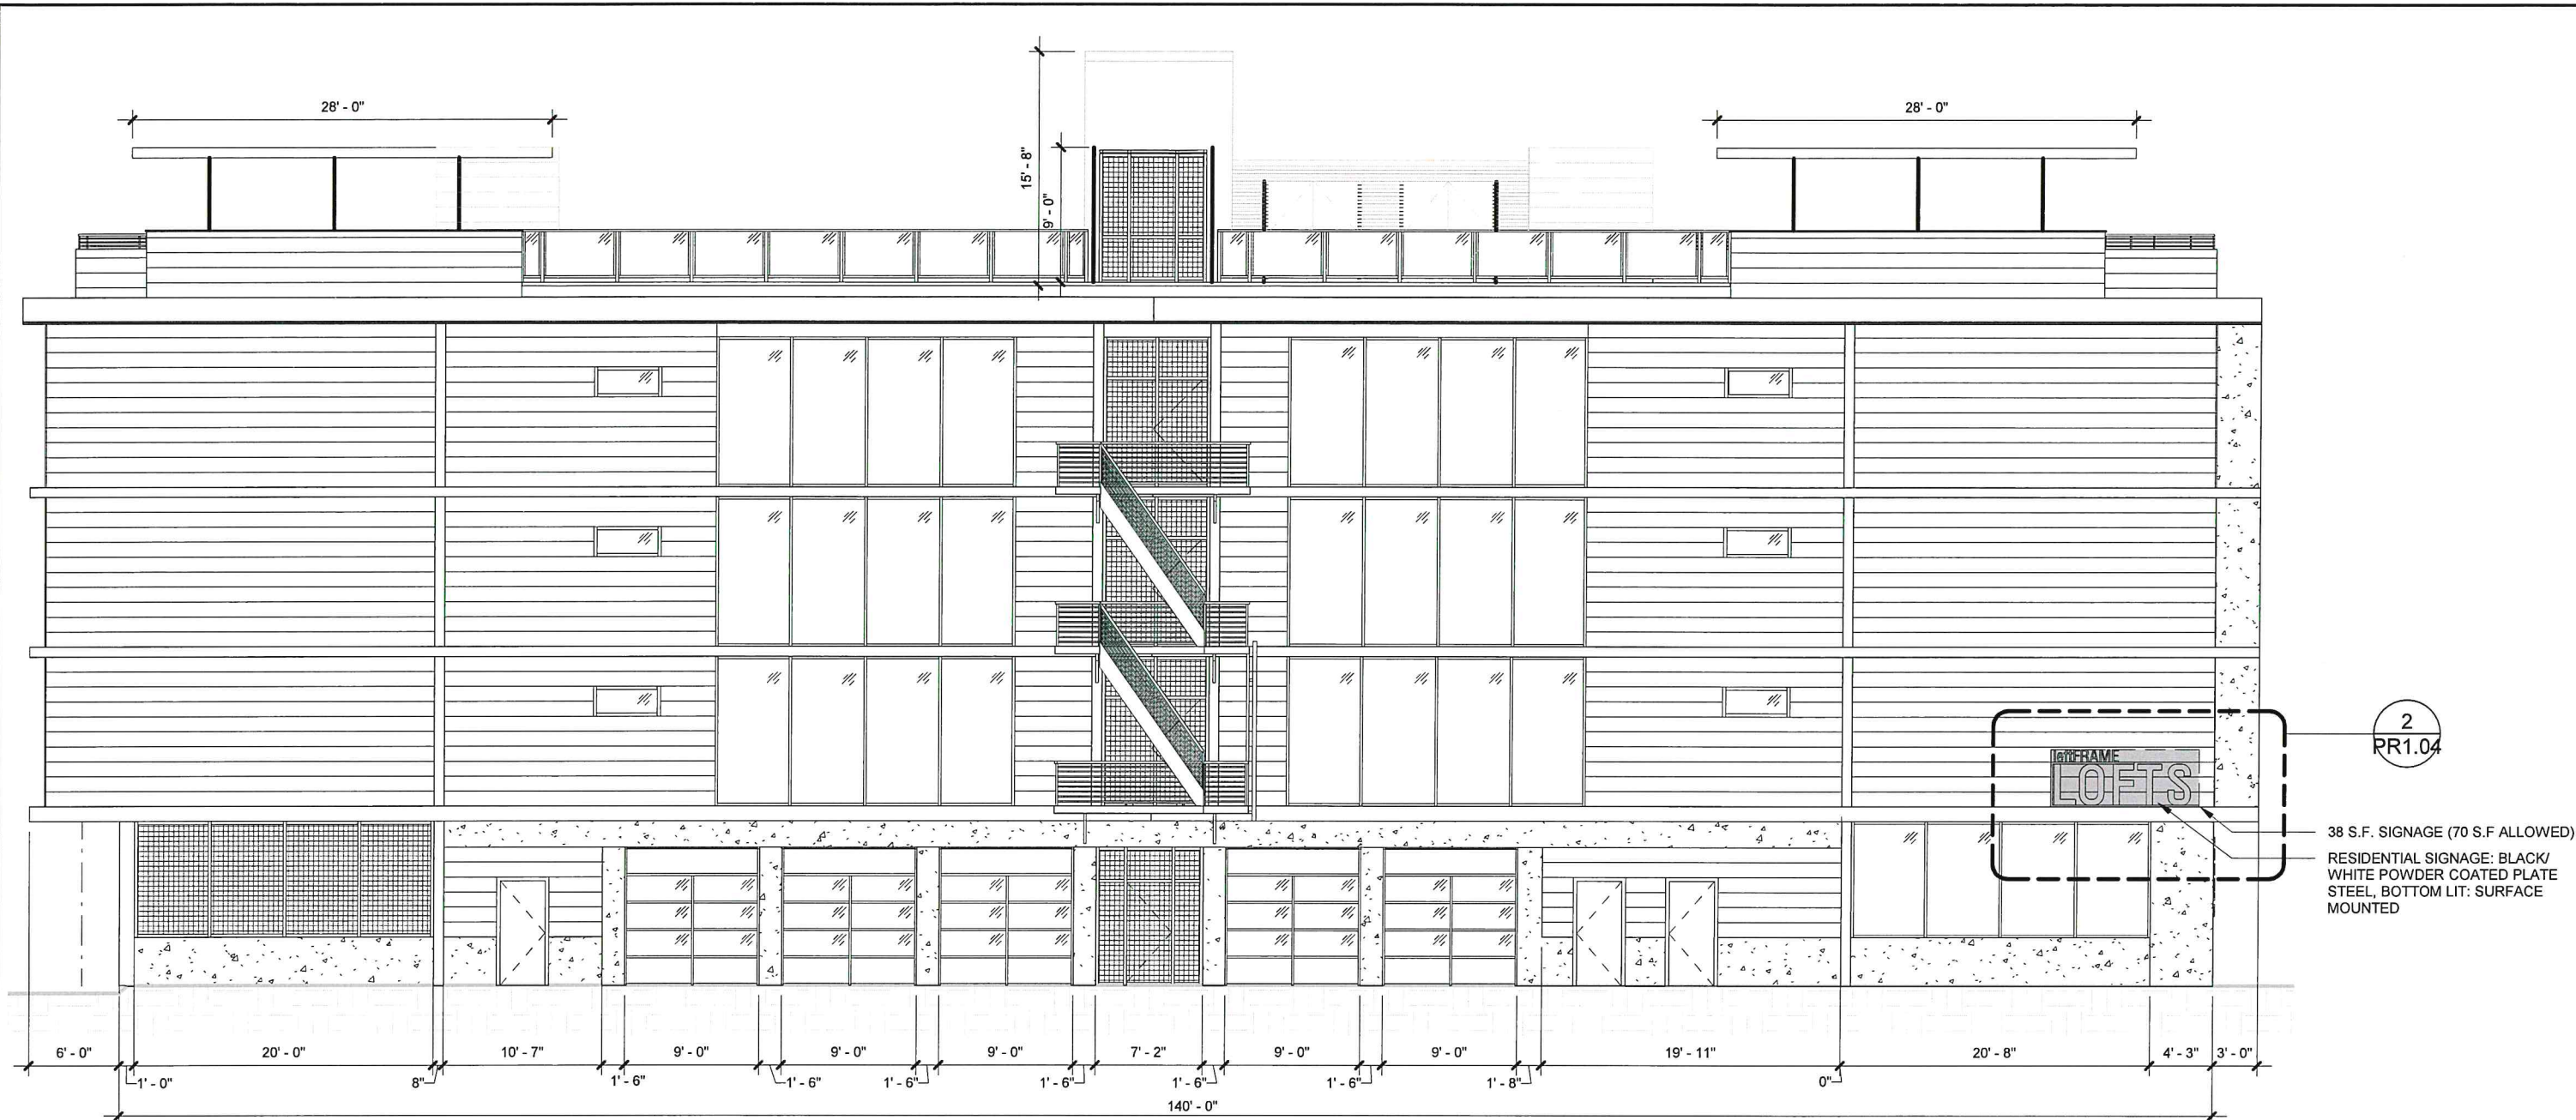 28' - 0"
28' - 0"
15' - 8"
9' - 0"
leftFRAME
LOFTS
2
PR1.04
38 S.F. SIGNAGE (70 S.F ALLOWED)
RESIDENTIAL SIGNAGE: BLACK/
WHITE POWDER COATED PLATE
STEEL, BOTTOM LIT: SURFACE
MOUNTED
6' - 0" 20' - 0" 10' - 7" 9' - 0" 9' - 0" 9' - 0" 7' - 2" 9' - 0" 9' - 0" 19' - 11" 20' - 8" 4' - 3" 3' - 0"
1' - 0" 8" 1' - 6" 1' - 6" 1' - 6" 1' - 6" 1' - 6" 1' - 6" 1' - 8" 0"
140' - 0"